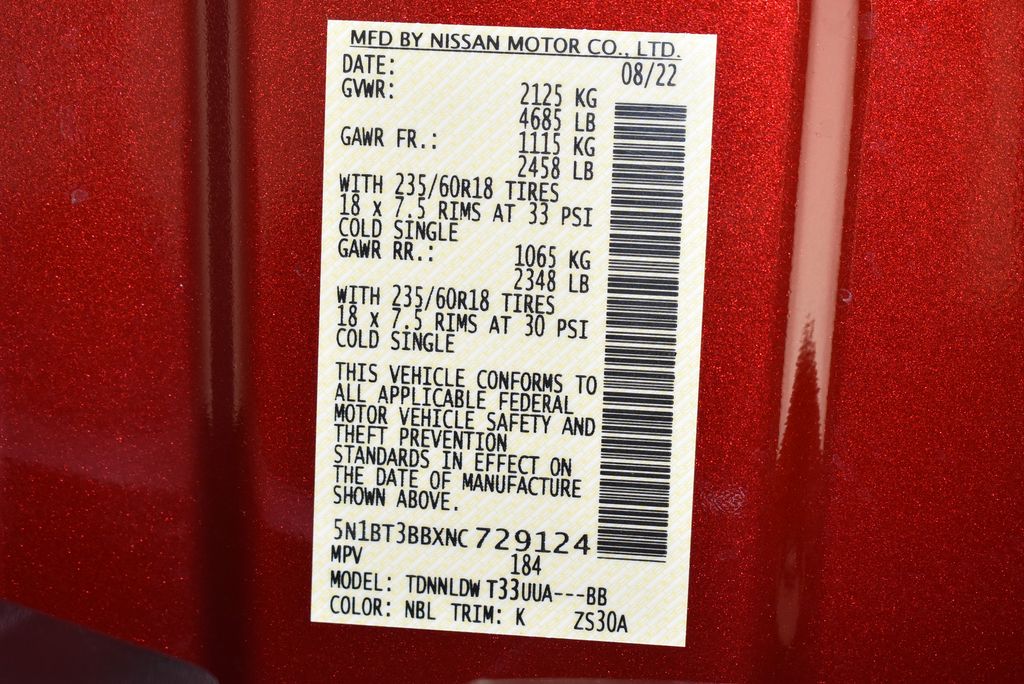 MFD BY NISSAN MOTOR CO., LTD.
DATE: 08/22
GVWR: 2125 KG
4685 LB
GAWR FR.: 1115 KG
2458 LB
WITH 235/60R18 TIRES
18 x 7.5 RIMS AT 33 PSI
COLD SINGLE
GAWR RR.: 1065 KG
2348 LB
WITH 235/60R18 TIRES
18 x 7.5 RIMS AT 30 PSI
COLD SINGLE
THIS VEHICLE CONFORMS TO
ALL APPLICABLE FEDERAL
MOTOR VEHICLE SAFETY AND
THEFT PREVENTION
STANDARDS IN EFFECT ON
THE DATE OF MANUFACTURE
SHOWN ABOVE.
5N1BT3BBXNC729124
MPV 184
MODEL: TDNNLDW T33UUA---BB
COLOR: NBL TRIM: K ZS30A